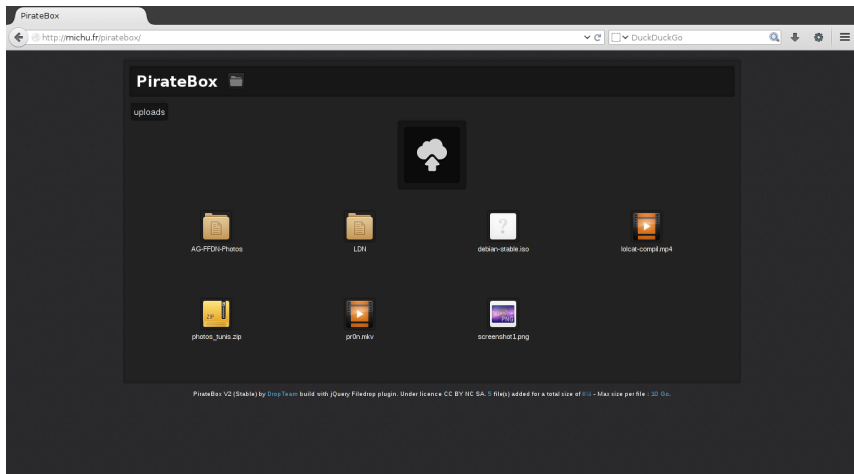 PirateBox
http://michu.fr/piratebox/
DuckDuckGo
PirateBox
uploads
AG-FFDN-Photos
LDN
debian-stable.iso
lolcat-compil.mp4
?
ZIP
PNG
photos_tunis.zip
pr0n.mkv
screenshot1.png
PirateBox V2 (Stable) by DropTeam build with jQuery Filedrop plugin. Under licence CC BY NC SA. 5 file(s) added for a total size of – Max size per file : 10 Go.